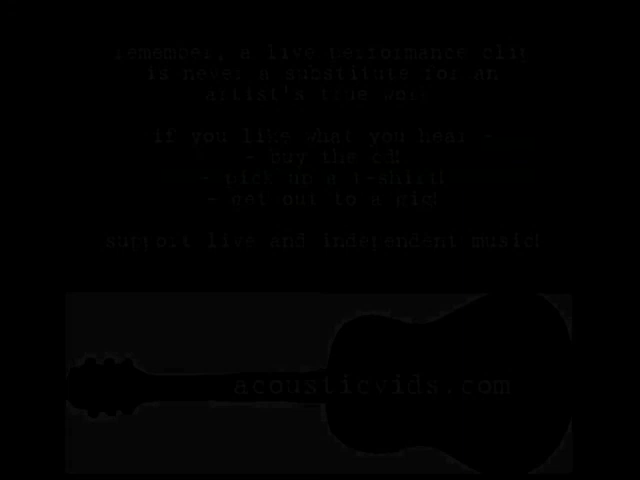 remember, a live performance clip
is never a substitute for an
artist's true work
if you like what you hear
- buy the cd!
- pick up a t-shirt!
- get out to a gig!
support live and independent music!
acousticvids.com